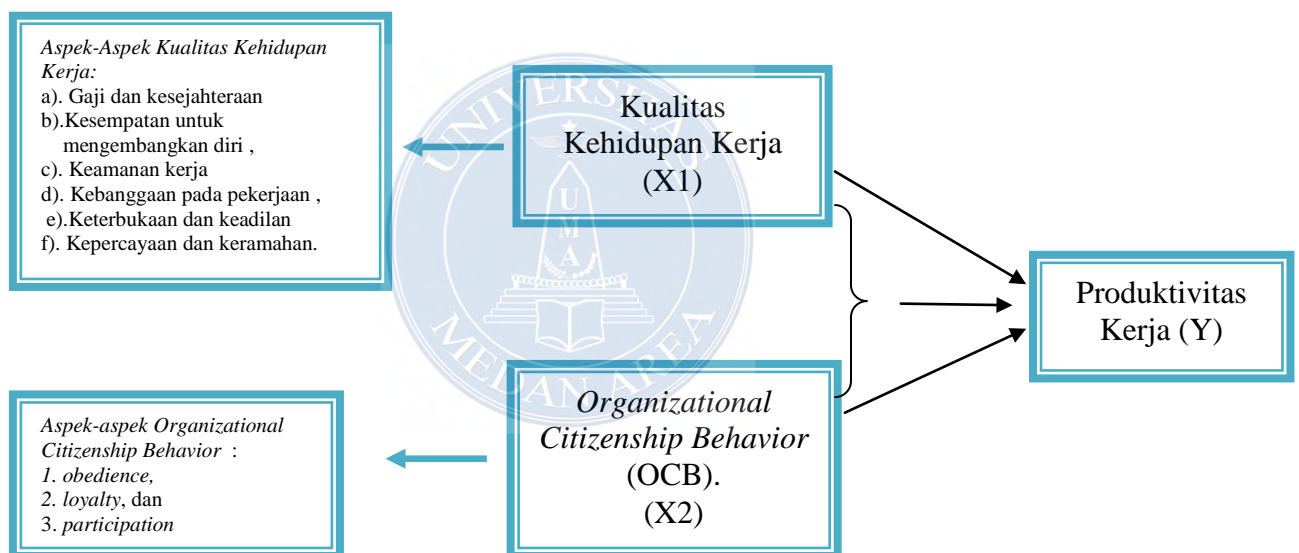 Aspek-Aspek Kualitas Kehidupan
Kerja:
a). Gaji dan kesejahteraan
b).Kesempatan untuk
mengembangkan diri ,
c). Keamanan kerja
d). Kebanggaan pada pekerjaan ,
e).Keterbukaan dan keadilan
f). Kepercayaan dan keramahan.
Kualitas
Kehidupan Kerja
(X1)
Produktivitas
Kerja (Y)
Aspek-aspek Organizational
Citizenship Behavior :
1. obedience,
2. loyalty, dan
3. participation
Organizational
Citizenship Behavior
(OCB).
(X2)
UNIVERSITAS
U
M
A
MEDAN AREA